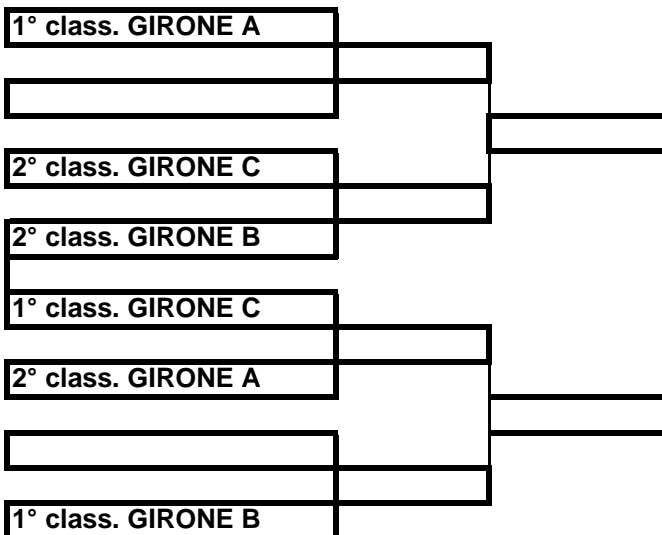 1° class. GIRONE A
2° class. GIRONE C
2° class. GIRONE B
1° class. GIRONE C
2° class. GIRONE A
1° class. GIRONE B